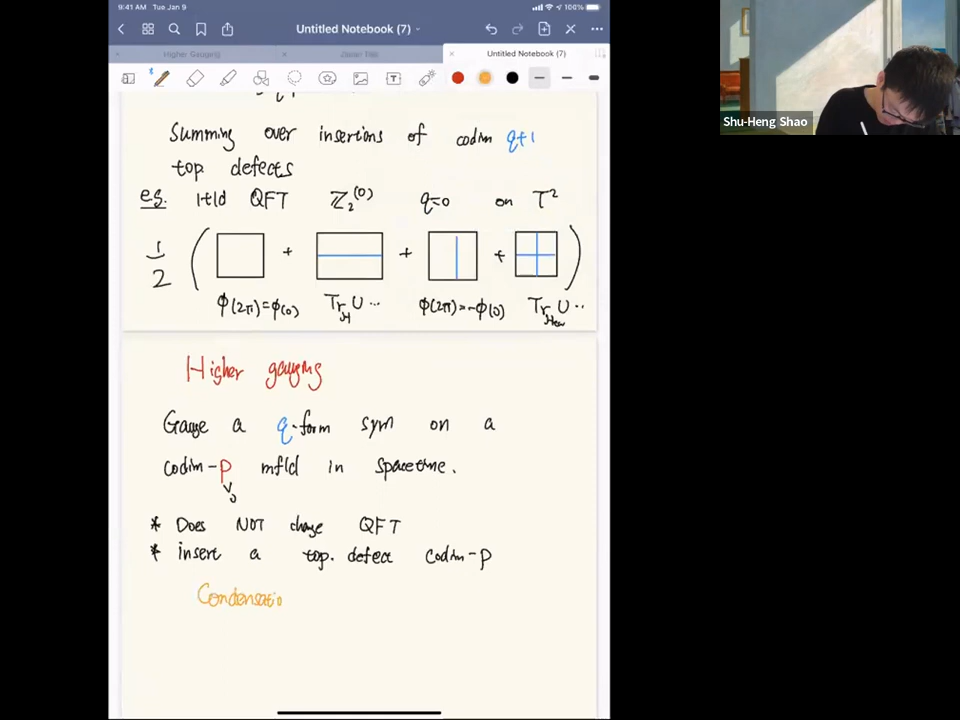 9:41 AM Tue Jan 9
100%
Untitled Notebook (7)
Higher Gauging
Untitled Notebook (7)
Summing over insertions of codim q+1
top defects
e.g. 1+1d QFT ℤ₂⁽⁰⁾ q=0 on T²
1/2 ( + + + )
ϕ(2π)=ϕ(0) Tr_H U ... ϕ(2π)=-ϕ(0) Tr_H U ..
Higher gauging
Gauge a q-form sym on a
codim-p mfld in spacetime.
V
0
* Does NOT change QFT
* insert a top. defect codim-p
Condensatio
Shu-Heng Shao